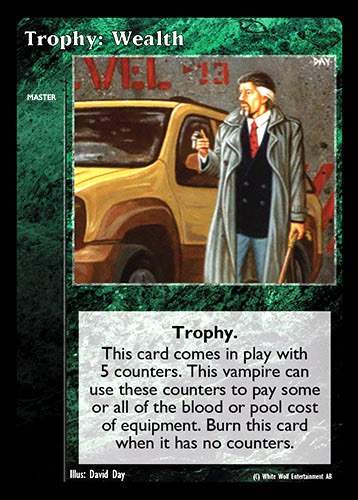 Trophy: Wealth
MASTER
VEL - 13
DAY
Trophy.
This card comes in play with
5 counters. This vampire can
use these counters to pay some
or all of the blood or pool cost
of equipment. Burn this card
when it has no counters.
Illus: David Day
(C) White Wolf Entertainment AB